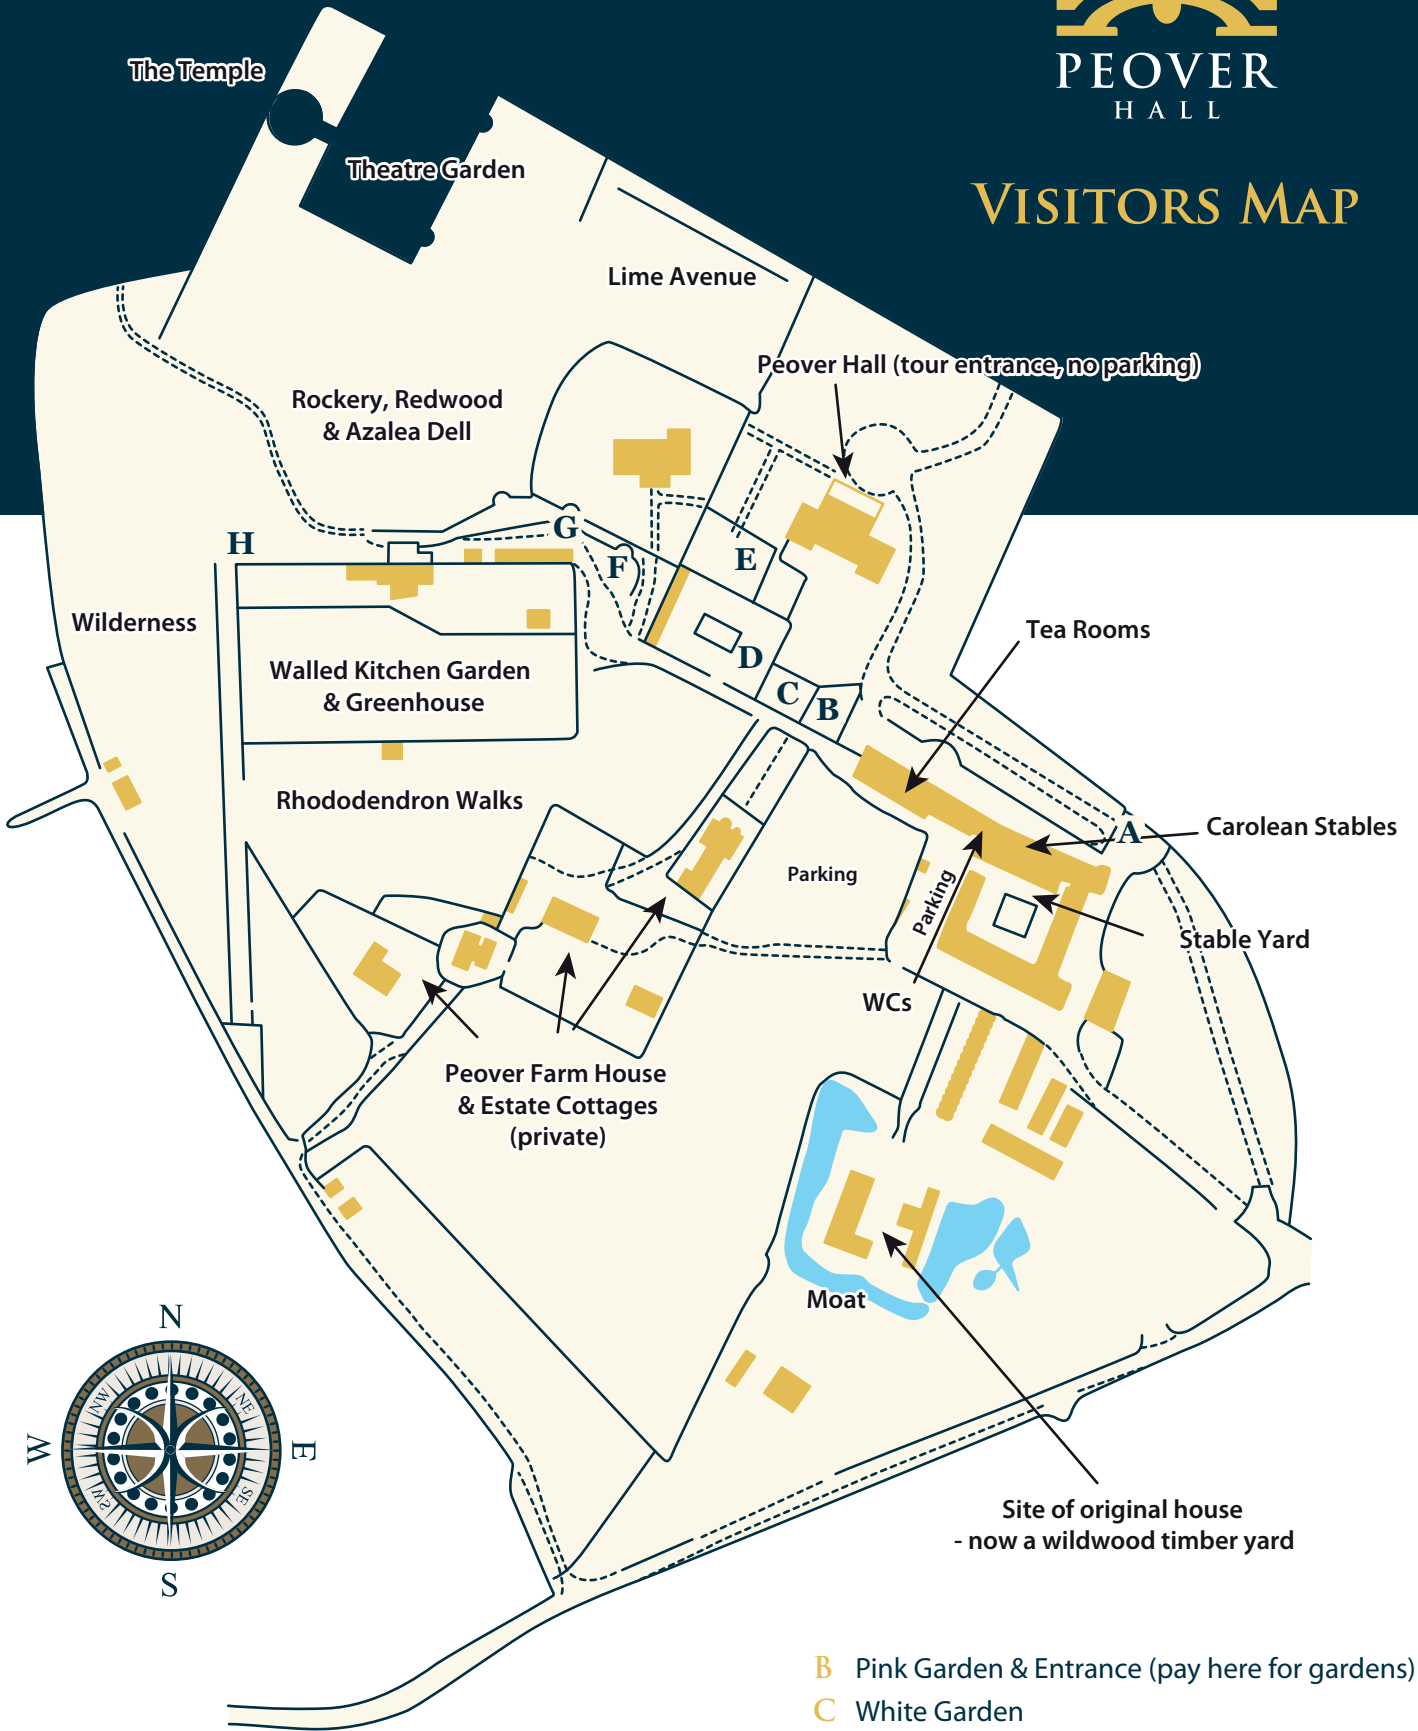 PEOVER
HALL
VISITORS MAP
The Temple
Theatre Garden
Lime Avenue
Peover Hall (tour entrance, no parking)
Rockery, Redwood
& Azalea Dell
G
H
F
E
Wilderness
Tea Rooms
D
Walled Kitchen Garden
& Greenhouse
C
B
Rhododendron Walks
A
Carolean Stables
Parking
Parking
Stable Yard
WCs
Peover Farm House
& Estate Cottages
(private)
Moat
N
NW
NE
W
E
SW
SE
S
Site of original house
- now a wildwood timber yard
B Pink Garden & Entrance (pay here for gardens)
C White Garden